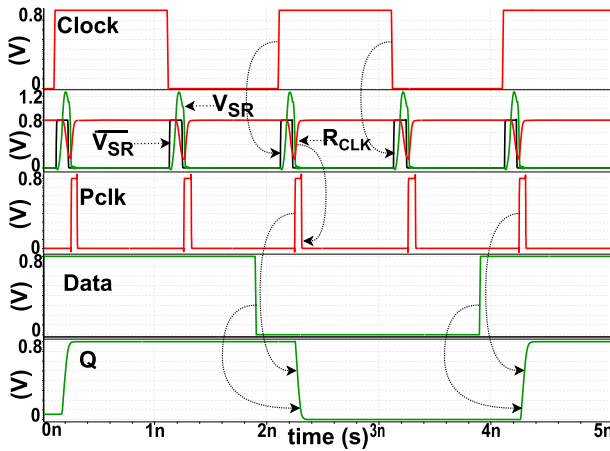 Clock
(V)
0.8
0
1.2
0.8
0
(V)
V_SR
V̅_S̅R̅
R_CLK
0.8
0
(V)
Pclk
0.8
0
(V)
Data
0.8
0
(V)
Q
0n 1n 2n 3n 4n 5n
time (s)